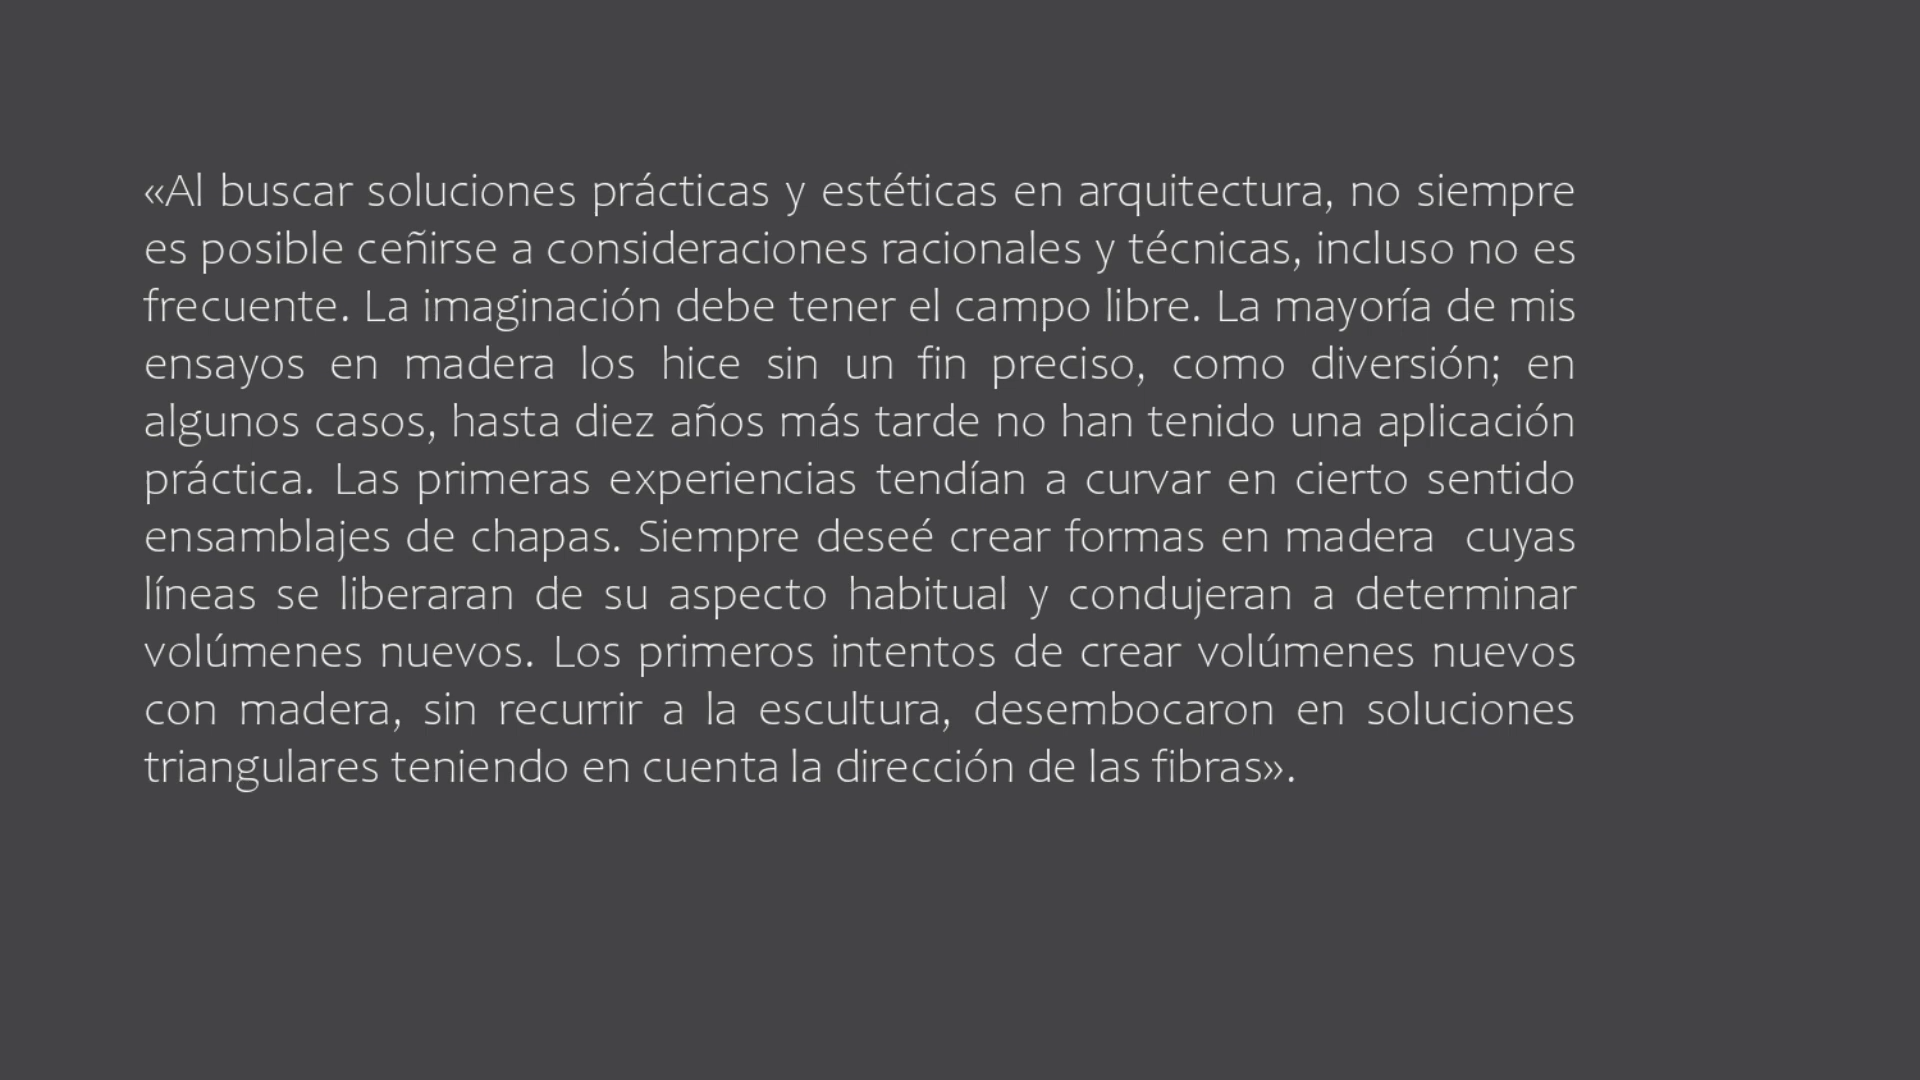 «Al buscar soluciones prácticas y estéticas en arquitectura, no siempre
es posible ceñirse a consideraciones racionales y técnicas, incluso no es
frecuente. La imaginación debe tener el campo libre. La mayoría de mis
ensayos en madera los hice sin un fin preciso, como diversión; en
algunos casos, hasta diez años más tarde no han tenido una aplicación
práctica. Las primeras experiencias tendían a curvar en cierto sentido
ensamblajes de chapas. Siempre deseé crear formas en madera  cuyas
líneas se liberaran de su aspecto habitual y condujeran a determinar
volúmenes nuevos. Los primeros intentos de crear volúmenes nuevos
con madera, sin recurrir a la escultura, desembocaron en soluciones
triangulares teniendo en cuenta la dirección de las fibras».